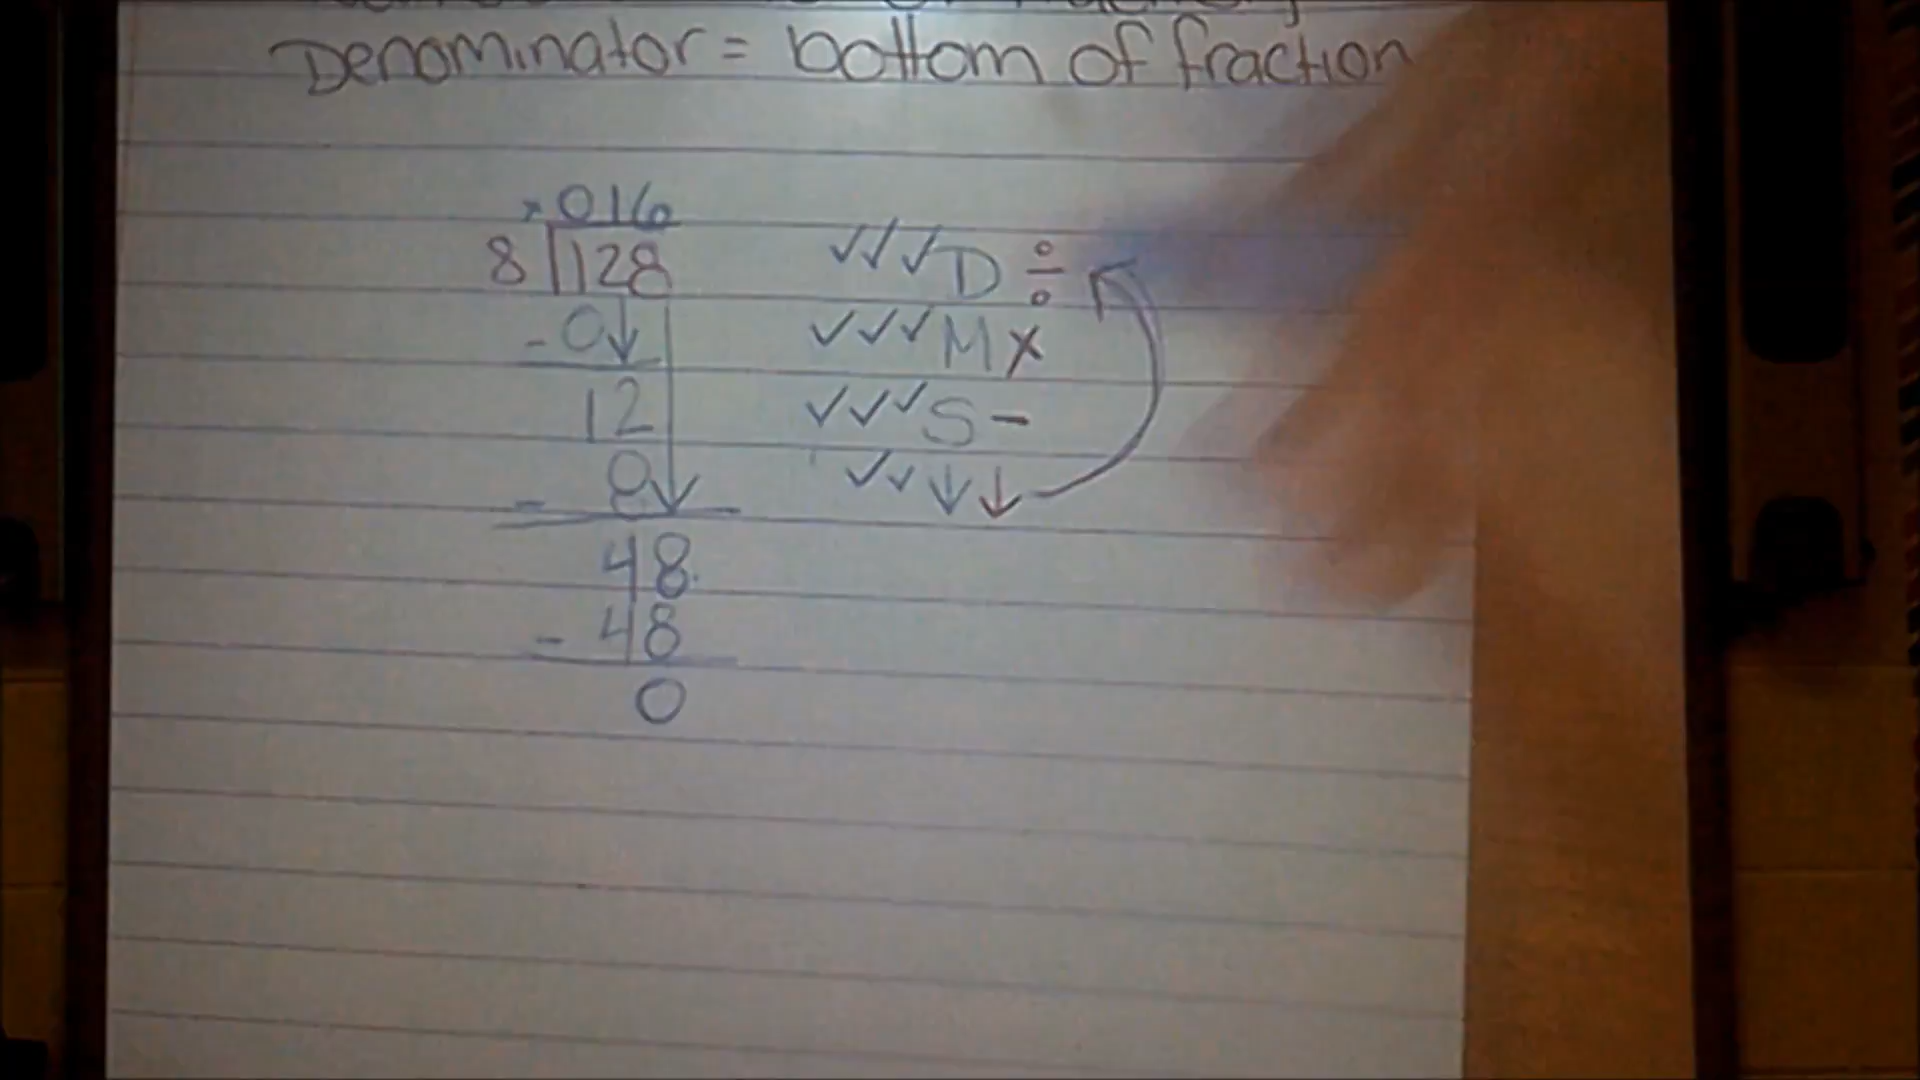 Denominator = bottom of fraction
× 016
8 128
- 0 ↓
12
- 8 ↓
48
- 48
0
✓✓✓ D ÷
✓✓✓ M ×
✓✓✓ S -
✓✓ ↓ ↓